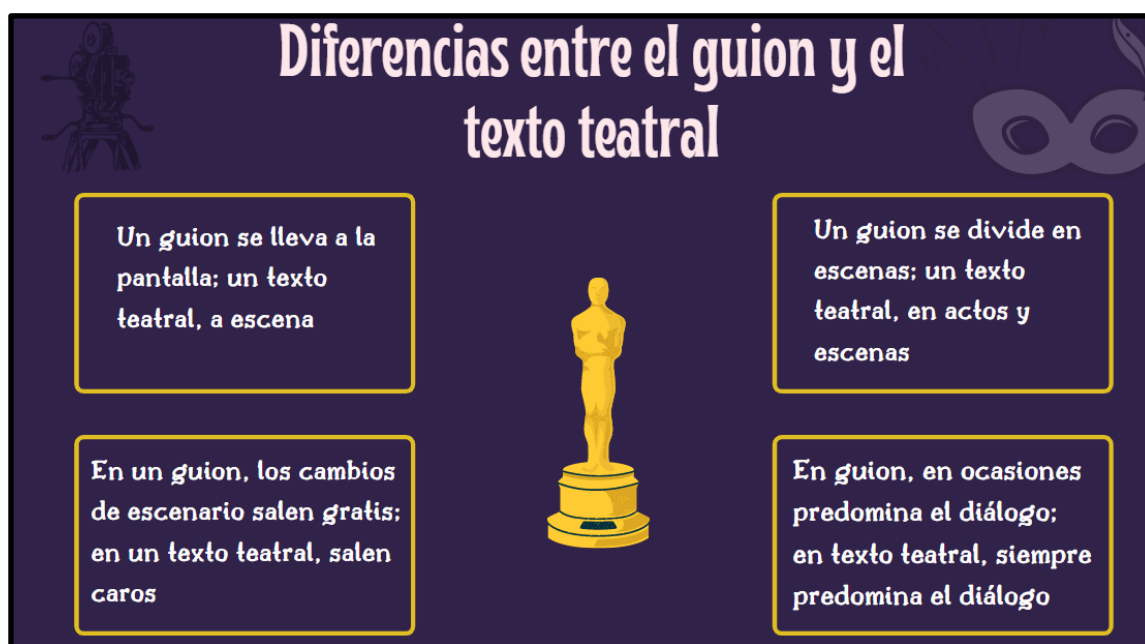 Diferencias entre el guion y el
texto teatral
Un guion se lleva a la
pantalla; un texto
teatral, a escena
Un guion se divide en
escenas; un texto
teatral, en actos y
escenas
En un guion, los cambios
de escenario salen gratis;
en un texto teatral, salen
caros
En guion, en ocasiones
predomina el diálogo;
en texto teatral, siempre
predomina el diálogo